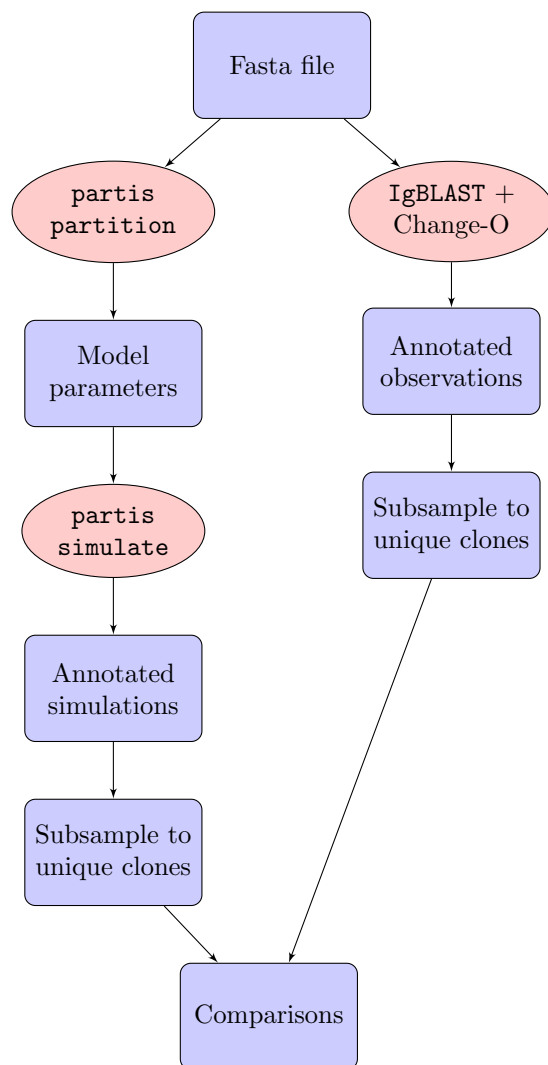 Fasta file
partis
partition
IgBLAST +
Change-O
Model
parameters
Annotated
observations
partis
simulate
Subsample to
unique clones
Annotated
simulations
Subsample to
unique clones
Comparisons